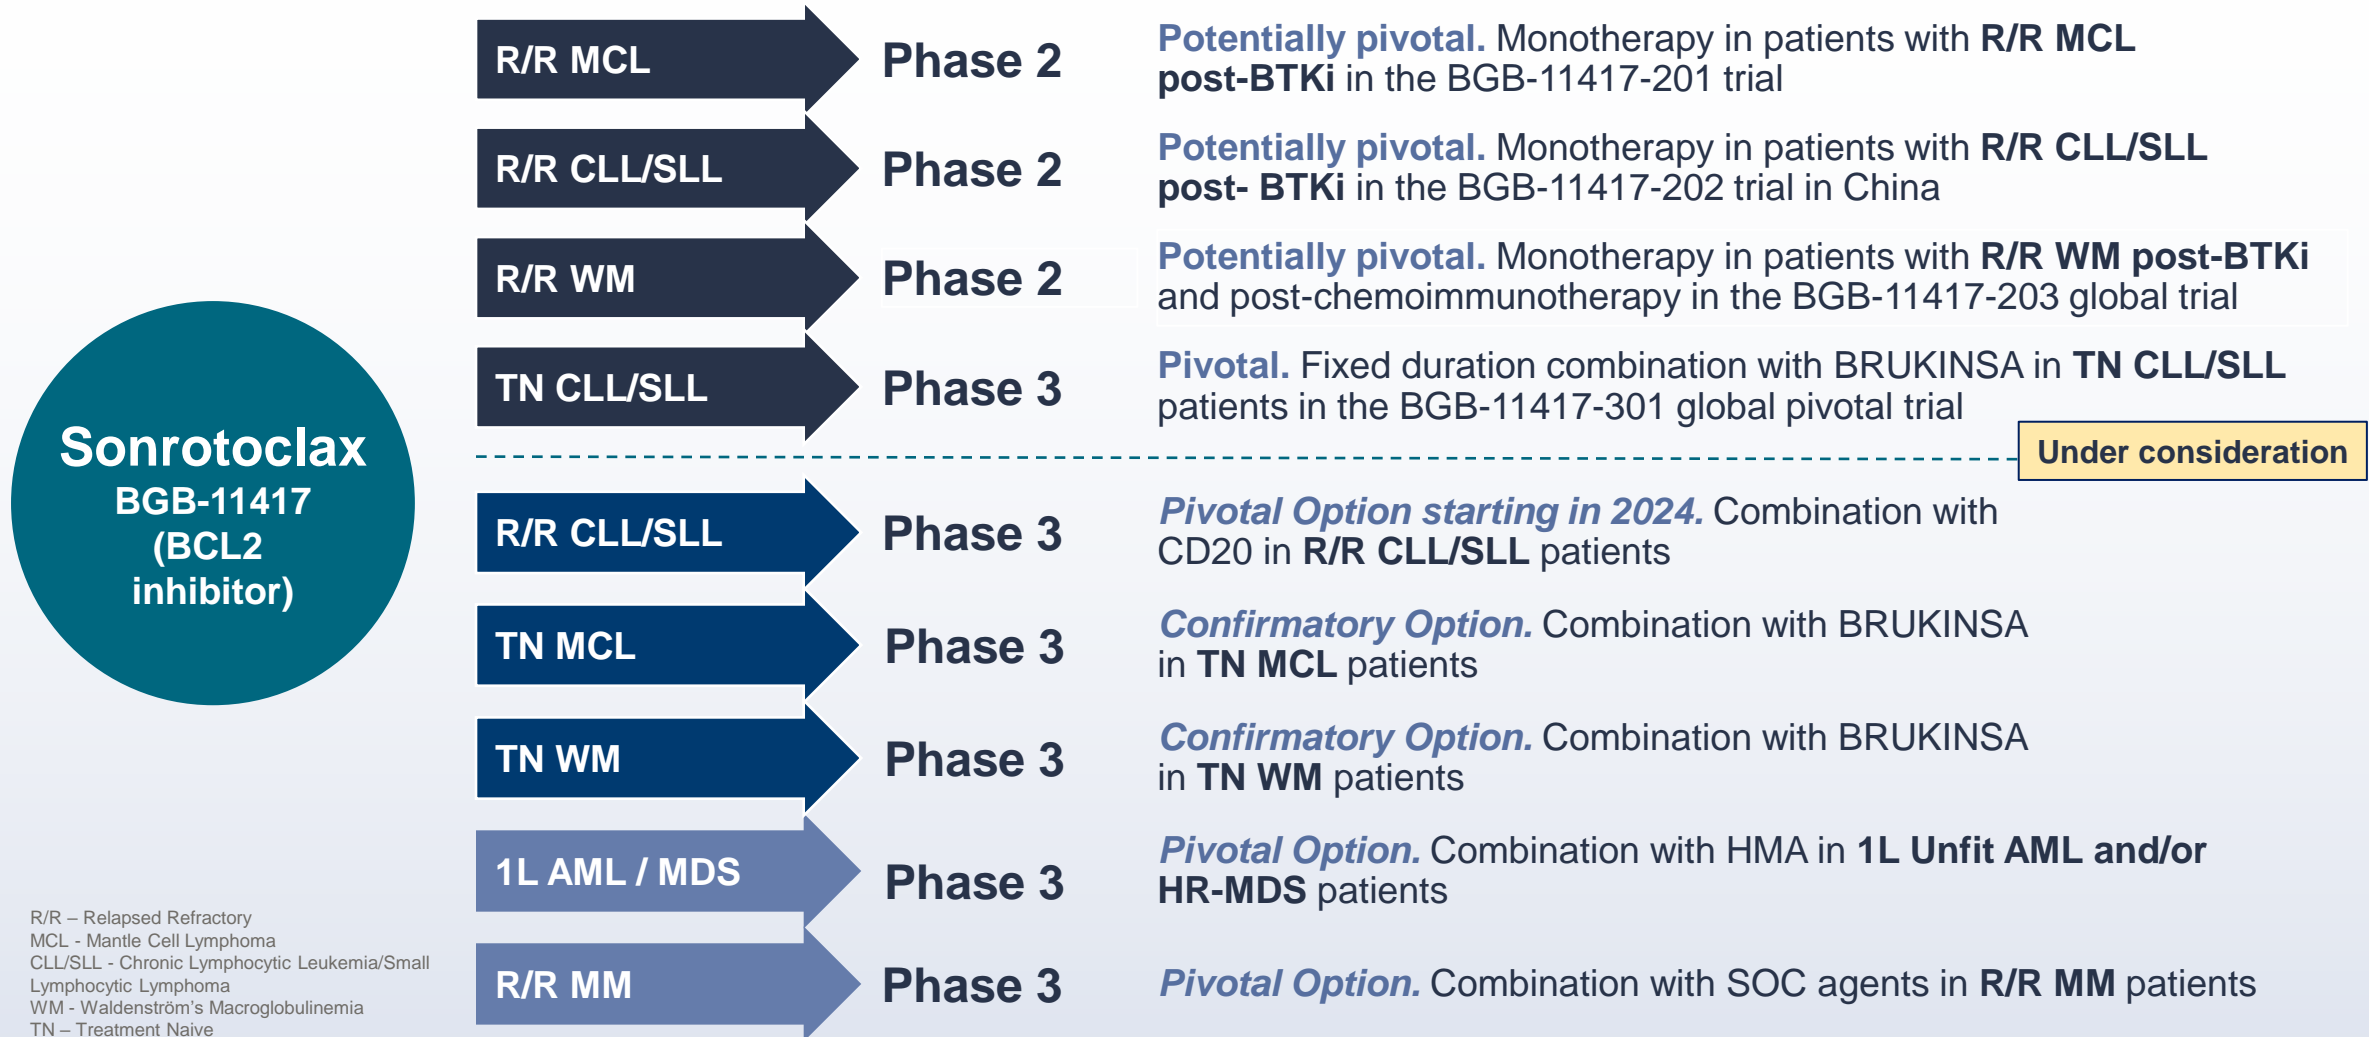 R/R MCL
Phase 2
Potentially pivotal. Monotherapy in patients with R/R MCL
post-BTKi in the BGB-11417-201 trial
R/R CLL/SLL
Phase 2
Potentially pivotal. Monotherapy in patients with R/R CLL/SLL
post- BTKi in the BGB-11417-202 trial in China
R/R WM
Phase 2
Potentially pivotal. Monotherapy in patients with R/R WM post-BTKi
and post-chemoimmunotherapy in the BGB-11417-203 global trial
TN CLL/SLL
Phase 3
Pivotal. Fixed duration combination with BRUKINSA in TN CLL/SLL
patients in the BGB-11417-301 global pivotal trial
Under consideration
Sonrotoclax
BGB-11417
(BCL2
inhibitor)
R/R CLL/SLL
Phase 3
Pivotal Option starting in 2024. Combination with
CD20 in R/R CLL/SLL patients
TN MCL
Phase 3
Confirmatory Option. Combination with BRUKINSA
in TN MCL patients
TN WM
Phase 3
Confirmatory Option. Combination with BRUKINSA
in TN WM patients
1L AML / MDS
Phase 3
Pivotal Option. Combination with HMA in 1L Unfit AML and/or
HR-MDS patients
R/R MM
Phase 3
Pivotal Option. Combination with SOC agents in R/R MM patients
R/R – Relapsed Refractory
MCL - Mantle Cell Lymphoma
CLL/SLL - Chronic Lymphocytic Leukemia/Small
Lymphocytic Lymphoma
WM - Waldenström's Macroglobulinemia
TN – Treatment Naive